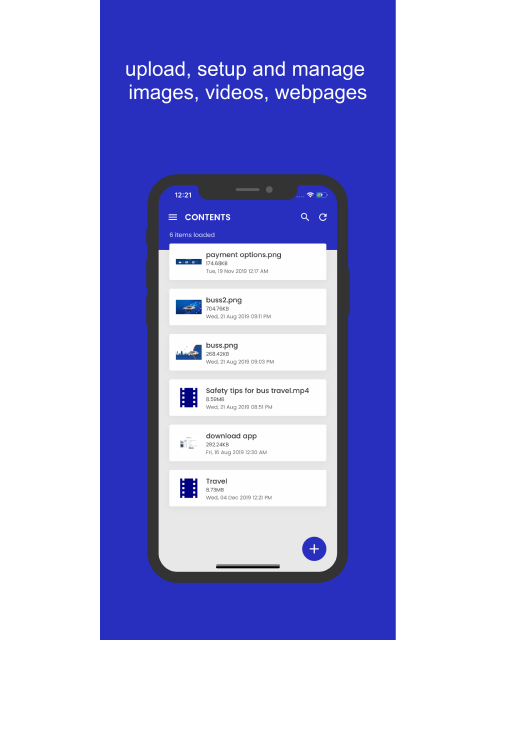 upload, setup and manage
images, videos, webpages
12:21
CONTENTS
6 items loaded
payment options.png
174.68KB
Tue, 19 Nov 2019 12:17 AM
buss2.png
704.76KB
Wed, 21 Aug 2019 09:11 PM
buss.png
268.42KB
Wed, 21 Aug 2019 09:03 PM
Safety tips for bus travel.mp4
8.59MB
Wed, 21 Aug 2019 08:51 PM
download app
292.24KB
Fri, 16 Aug 2019 12:30 AM
Travel
8.73MB
Wed, 04 Dec 2019 12:21 PM